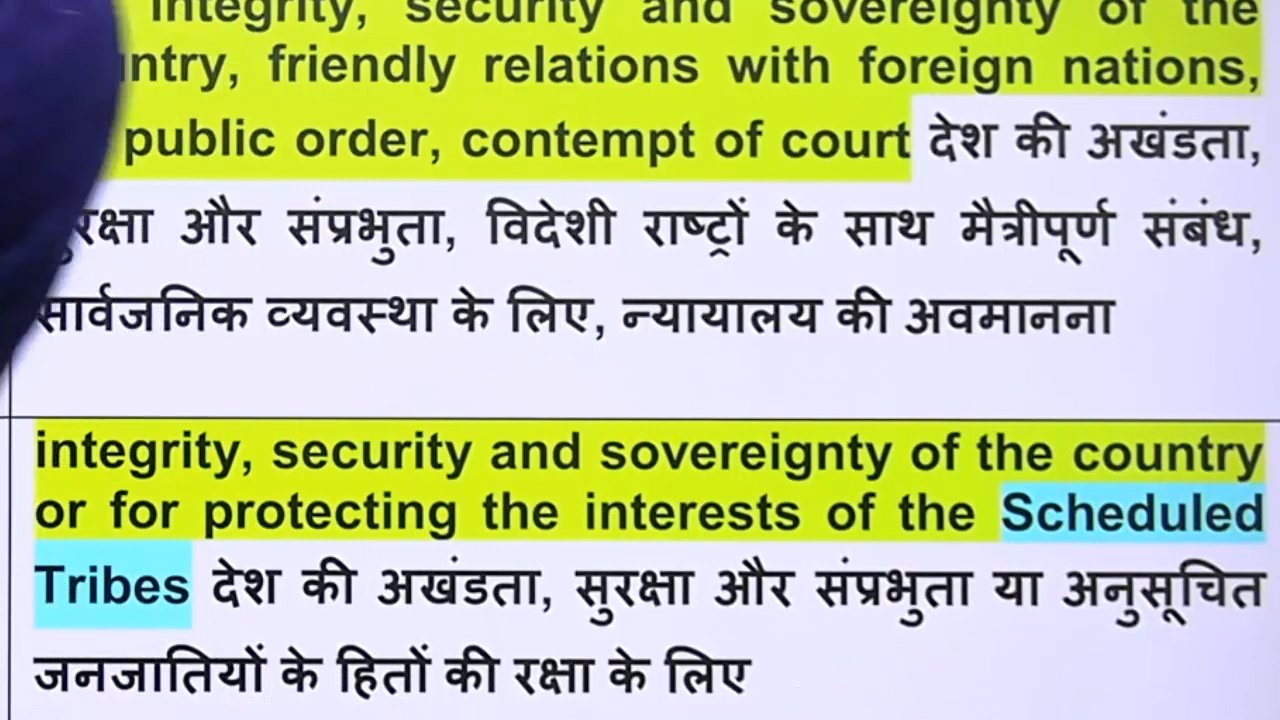 integrity, security and sovereignty of the
ntry, friendly relations with foreign nations,
public order, contempt of court देश की अखंडता,
रक्षा और संप्रभुता, विदेशी राष्ट्रों के साथ मैत्रीपूर्ण संबंध,
सार्वजनिक व्यवस्था के लिए, न्यायालय की अवमानना
integrity, security and sovereignty of the country
or for protecting the interests of the Scheduled
Tribes देश की अखंडता, सुरक्षा और संप्रभुता या अनुसूचित
जनजातियों के हितों की रक्षा के लिए